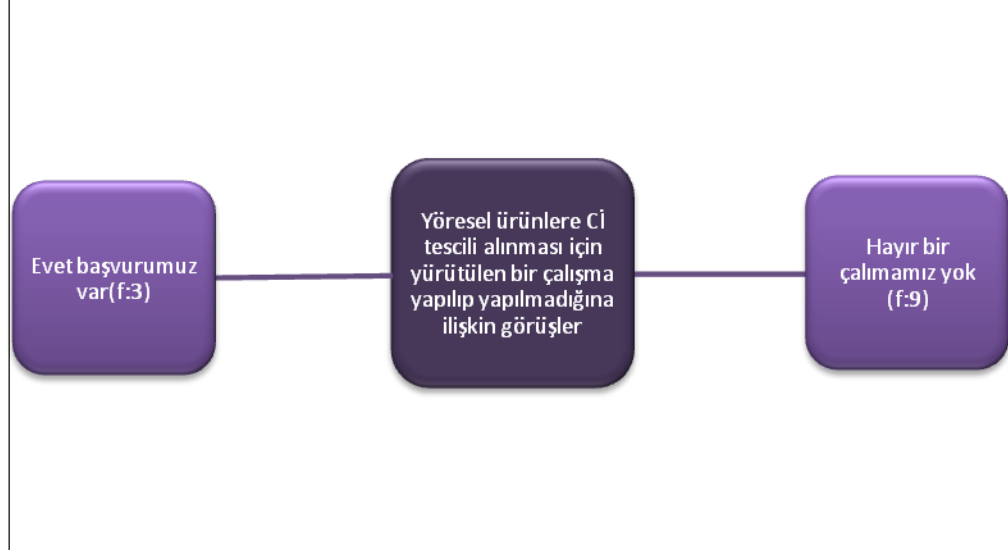 Evet başvurumuz
var(f:3)
Yöresel ürünlere Cİ
tescili alınması için
yürütülen bir çalışma
yapılıp yapılmadığına
ilişkin görüşler
Hayır bir
çalımamız yok
(f:9)